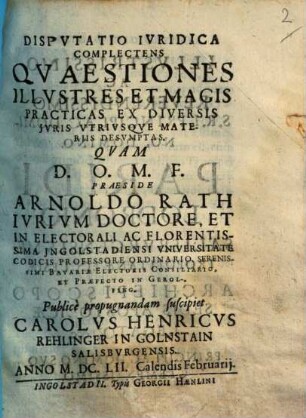 2
DISPVTATIO IVRIDICA
COMPLECTENS
QVAESTIONES
ILLVSTRES ET MAGIS
PRACTICAS EX DIVERSIS
JVRIS VTRIVSQVE MATE-
RIIS DESVMPTAS.
QVAM
D. O. M. F.
PRAESIDE
ARNOLDO RATH
IVRIVM DOCTORE, ET
IN ELECTORALI AC FLORENTIS-
SIMA JNGOLSTADIENSI VNIVERSITATE
CODICIS PROFESSORE ORDINARIO, SERENIS-
SIMI BAVARIÆ ELECTORIS CONSILIARIO,
ET PRÆFECTO IN GEROL-
FING.
Publicè propugnandam suscipiet
CAROLVS HENRICVS
REHLINGER IN GOLNSTAIN
SALISBVRGENSIS.
ANNO M. DC. LII. Calendis Februarij.
INGOLSTADII. Typis GEORGII HÆNLINI